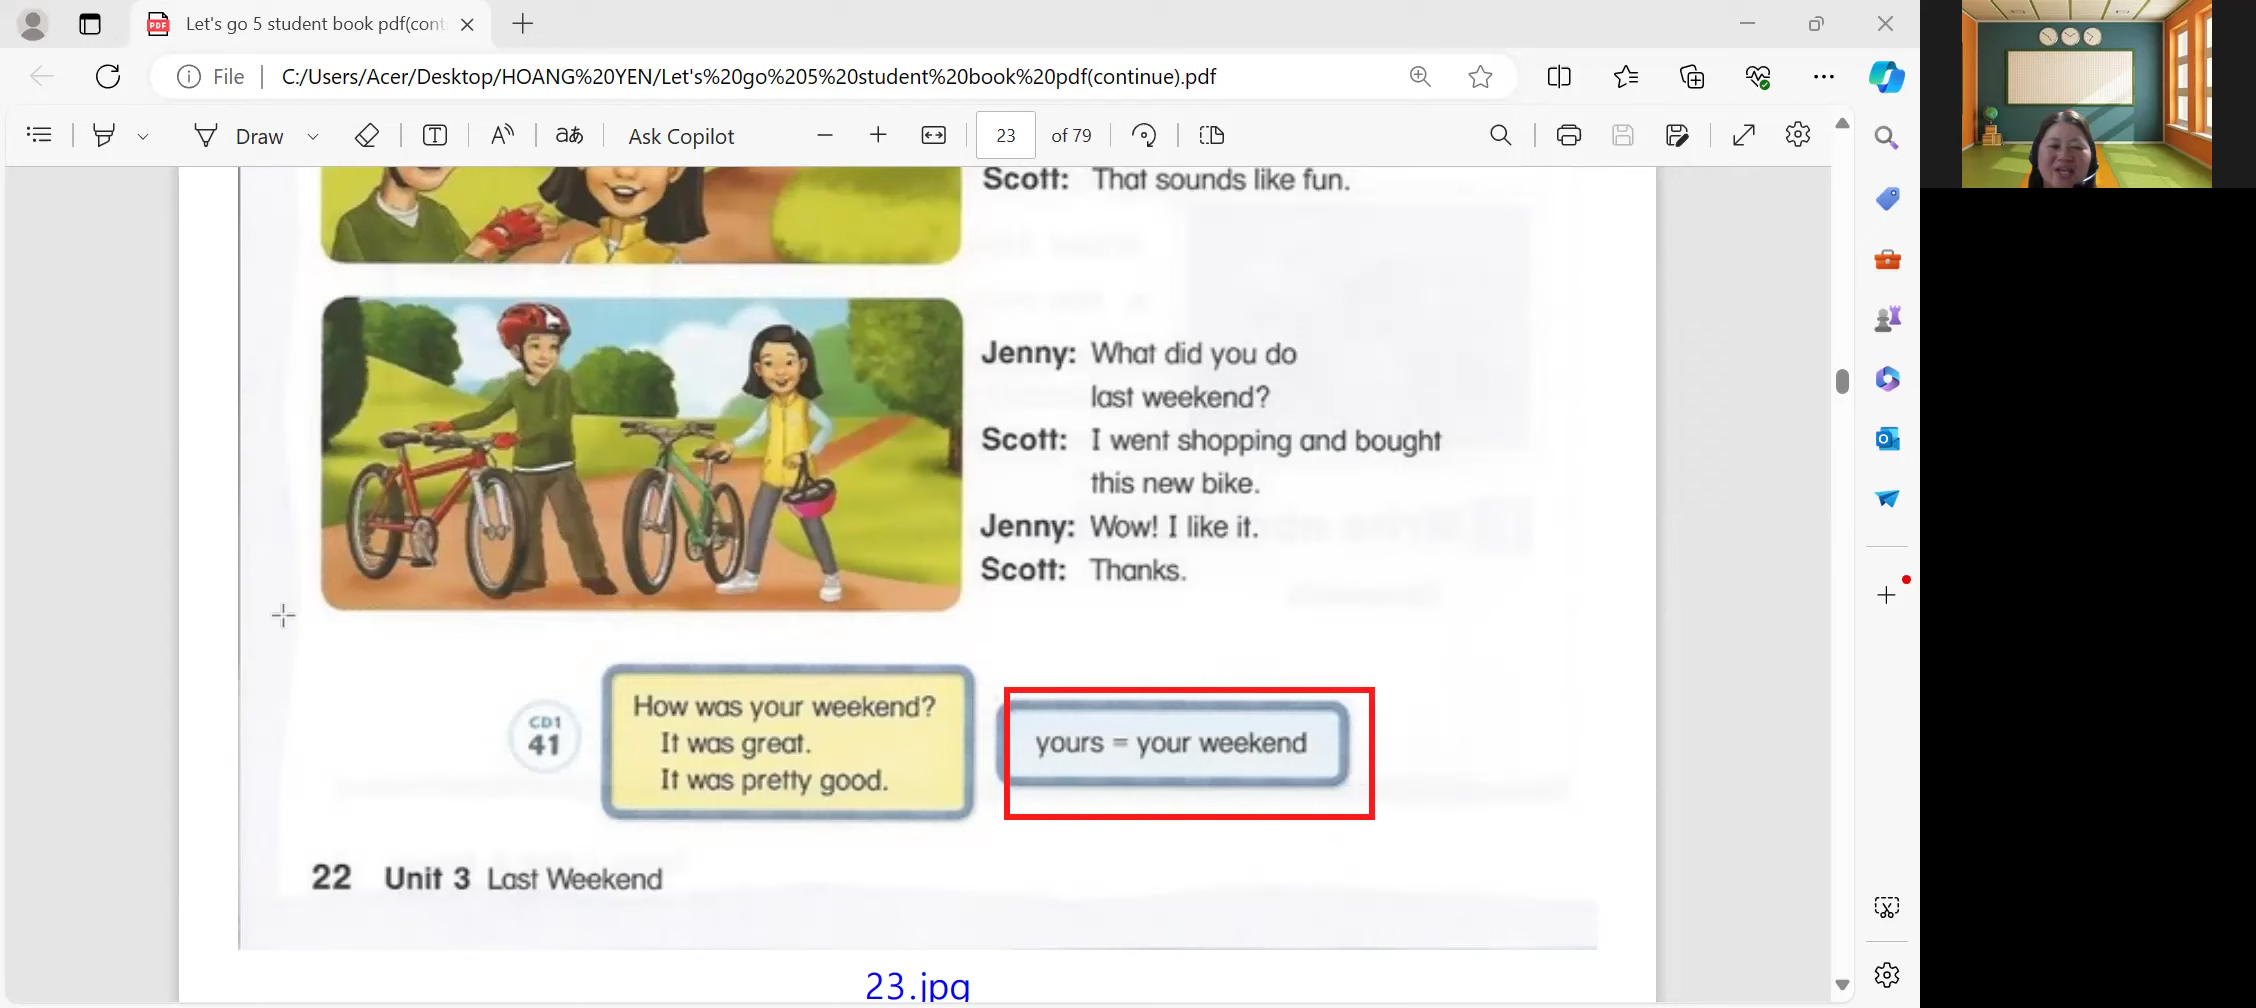 Let's go 5 student book pdf(cont
File
C:/Users/Acer/Desktop/HOANG%20YEN/Let's%20go%205%20student%20book%20pdf(continue).pdf
Draw
aあ
Ask Copilot
23
of 79
Scott: That sounds like fun.
Jenny: What did you do
last weekend?
Scott: I went shopping and bought
this new bike.
Jenny: Wow! I like it.
Scott: Thanks.
CD1
41
How was your weekend?
It was great.
It was pretty good.
yours = your weekend
22 Unit 3 Last Weekend
23.jpg